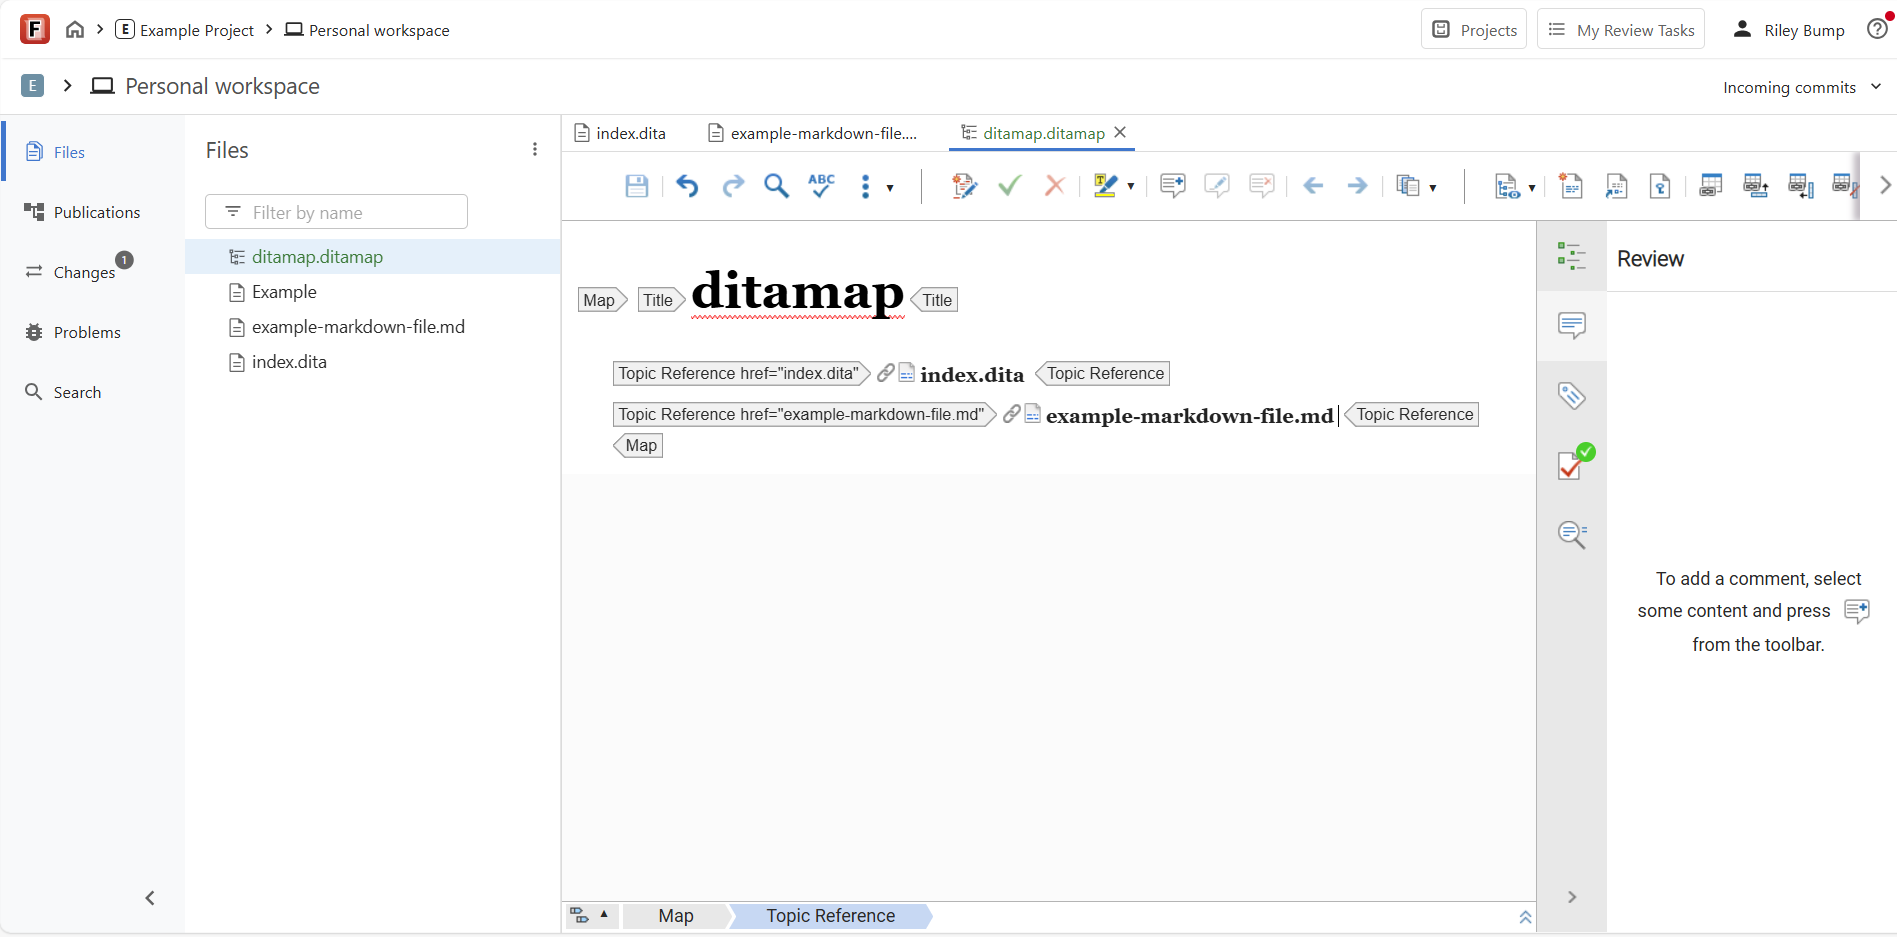 F
E Example Project
Personal workspace
Projects
My Review Tasks
Riley Bump
E
Personal workspace
Incoming commits
Files
Publications
Changes 1
Problems
Search
Files
Filter by name
ditamap.ditamap
Example
example-markdown-file.md
index.dita
index.dita
example-markdown-file....
ditamap.ditamap
T
ABC
Map Title ditamap Title
Topic Reference href="index.dita" index.dita Topic Reference
Topic Reference href="example-markdown-file.md" example-markdown-file.md Topic Reference
Map
Map
Topic Reference
Review
To add a comment, select
some content and press
from the toolbar.